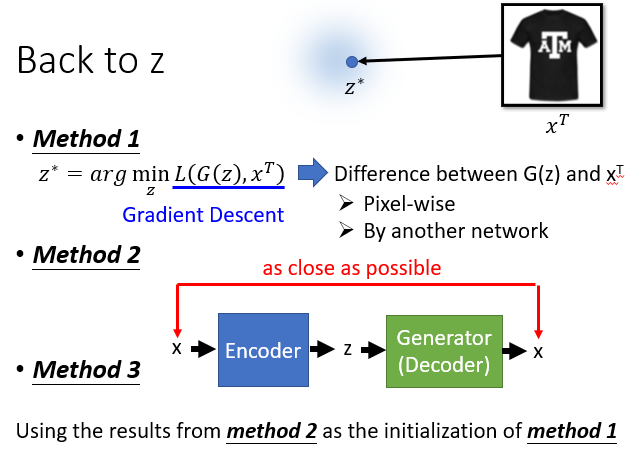 Back to z
ATM
z*
x^T
• Method 1
z* = arg min_z L(G(z), x^T)
Difference between G(z) and x^T
Gradient Descent
➤ Pixel-wise
➤ By another network
• Method 2
as close as possible
x
Encoder
z
Generator
(Decoder)
x
• Method 3
Using the results from method 2 as the initialization of method 1